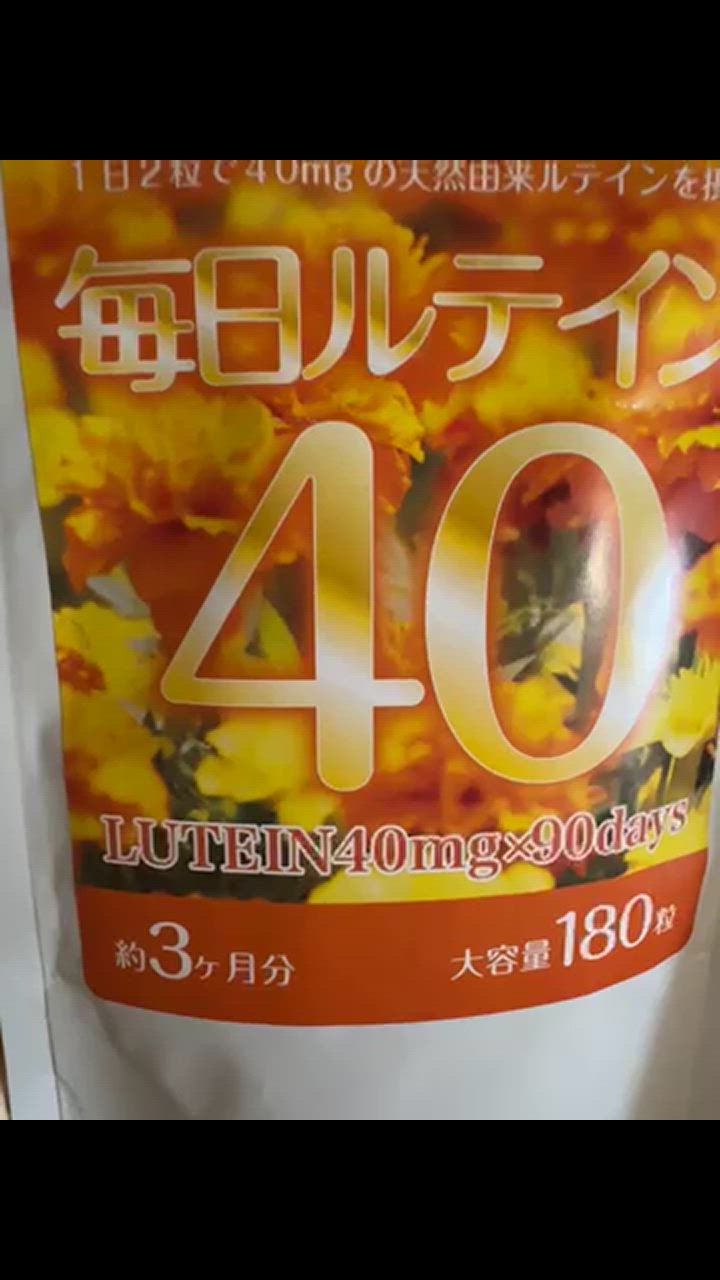 1日2粒で40mgの天然由来ルテインを摂
毎日ルテイン
40
LUTEIN40mg×90days
約3ヶ月分
大容量180粒